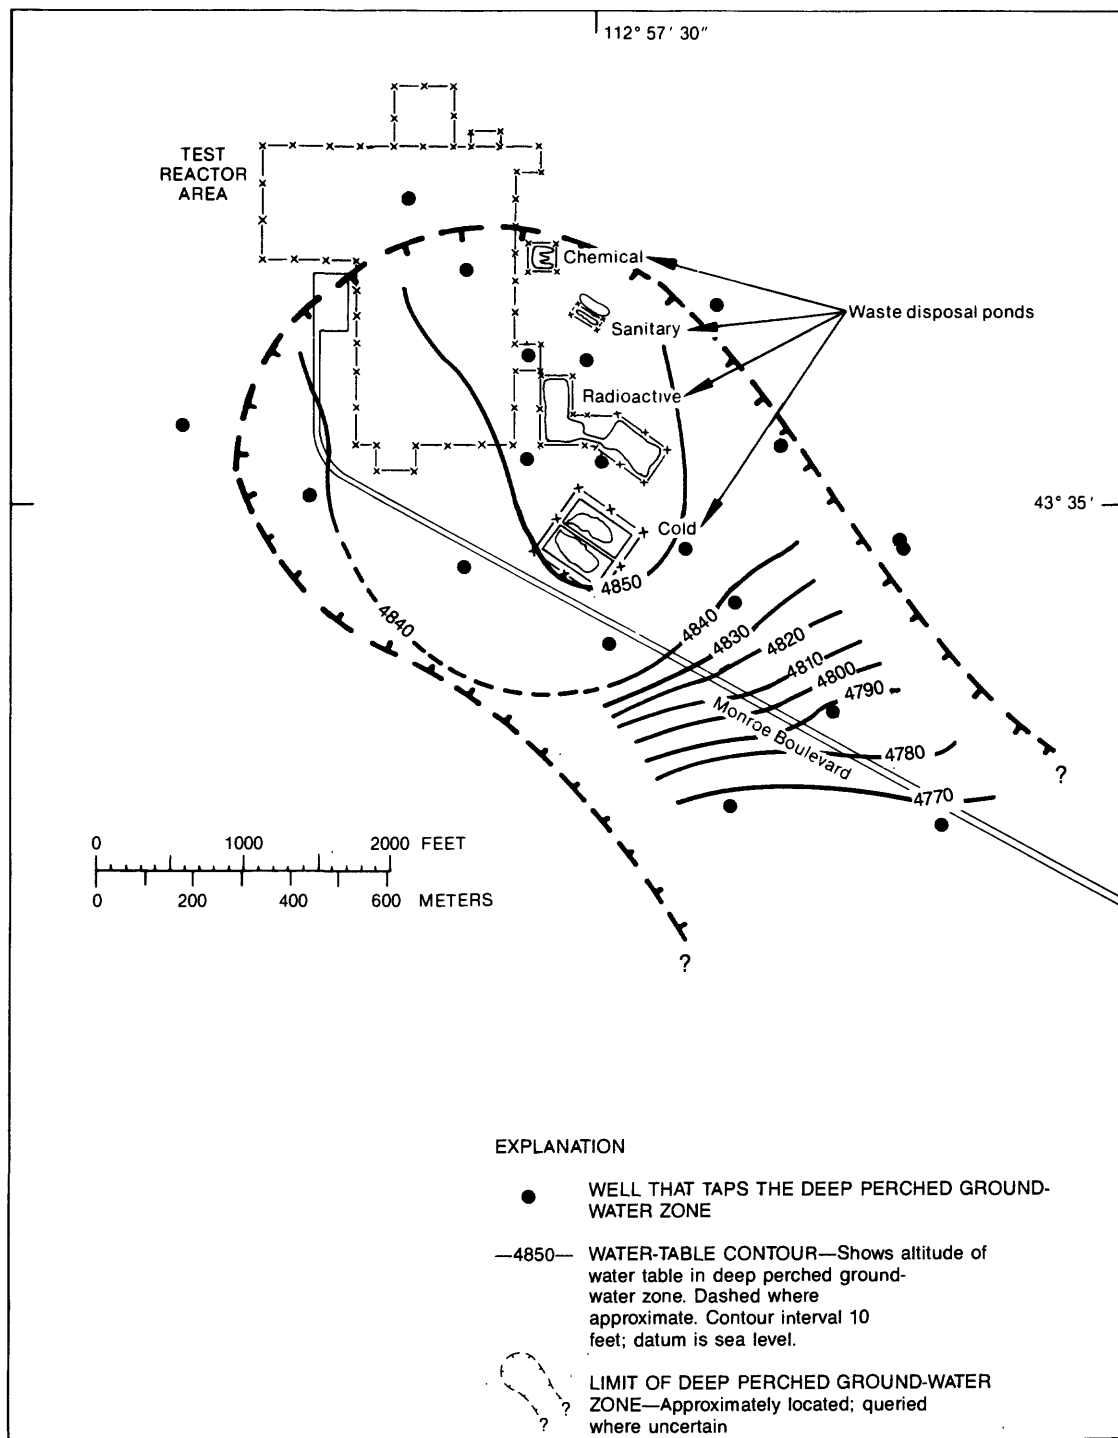 112° 57′ 30″
TEST
REACTOR
AREA
Chemical
Waste disposal ponds
Sanitary
Radioactive
43° 35′
Cold
4850
4840
4840
4830
4820
4810
4800
4790
Monroe Boulevard
4780
4770
?
?
0 1000 2000 FEET
0 200 400 600 METERS
EXPLANATION
WELL THAT TAPS THE DEEP PERCHED GROUND-
WATER ZONE
—4850— WATER-TABLE CONTOUR—Shows altitude of
water table in deep perched ground-
water zone. Dashed where
approximate. Contour interval 10
feet; datum is sea level.
LIMIT OF DEEP PERCHED GROUND-WATER
? ? ZONE—Approximately located; queried
where uncertain